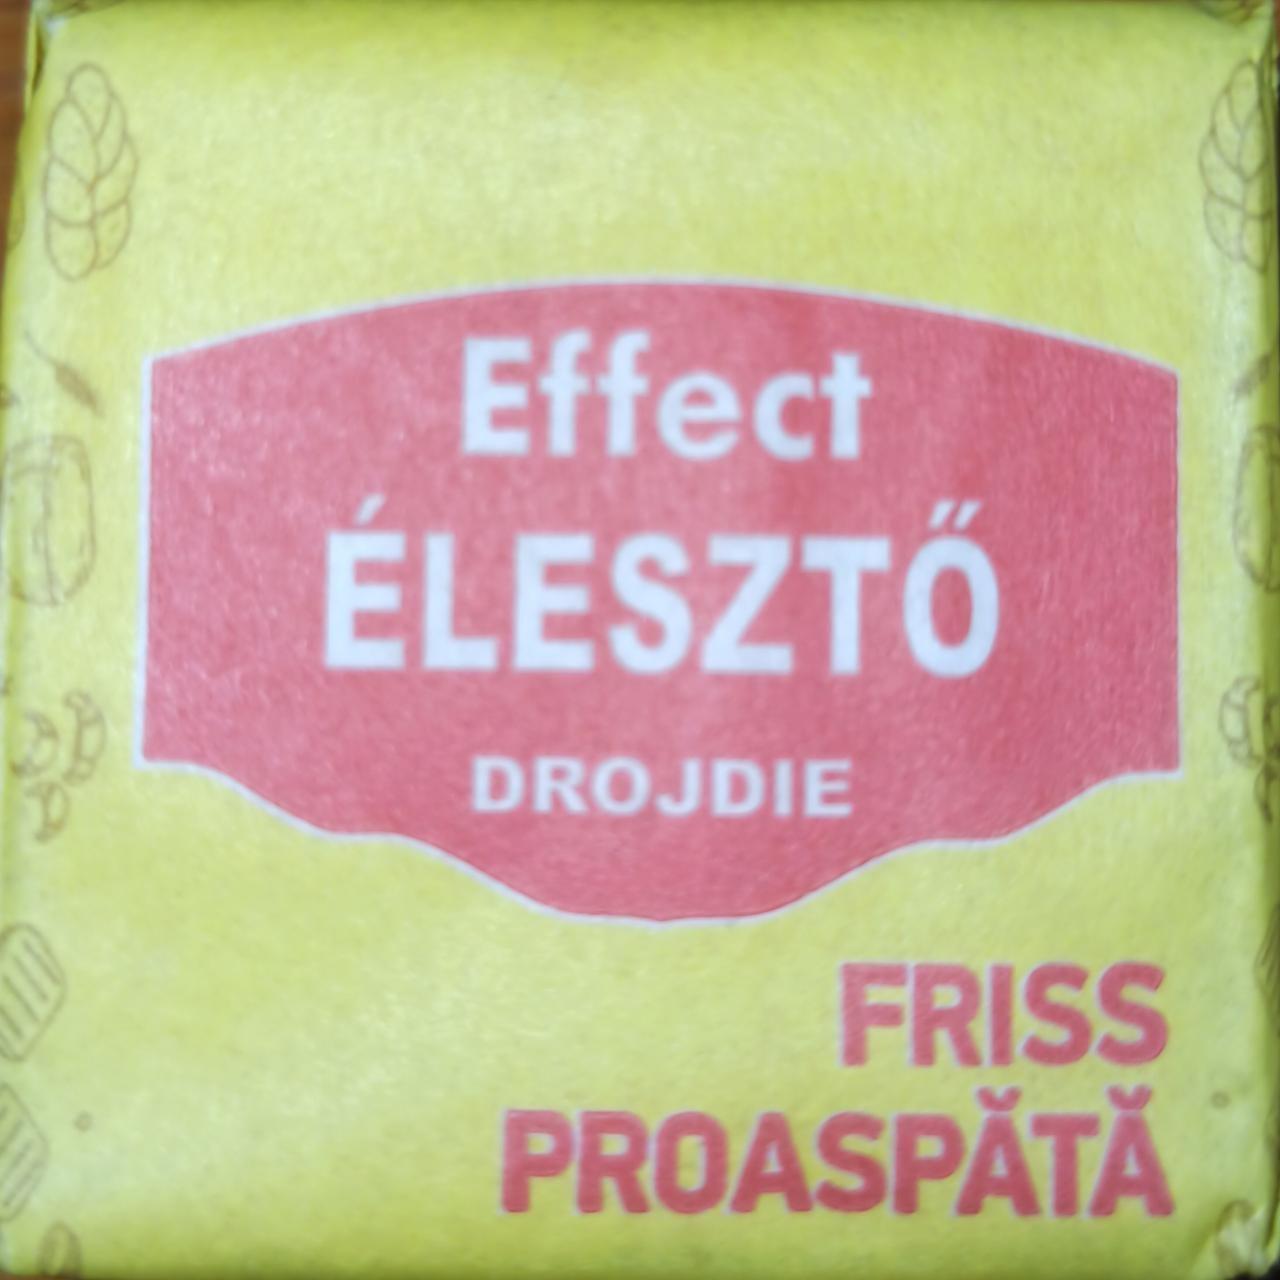 Effect
ÉLESZTŐ
DROJDIE
FRISS
PROASPĂTĂ